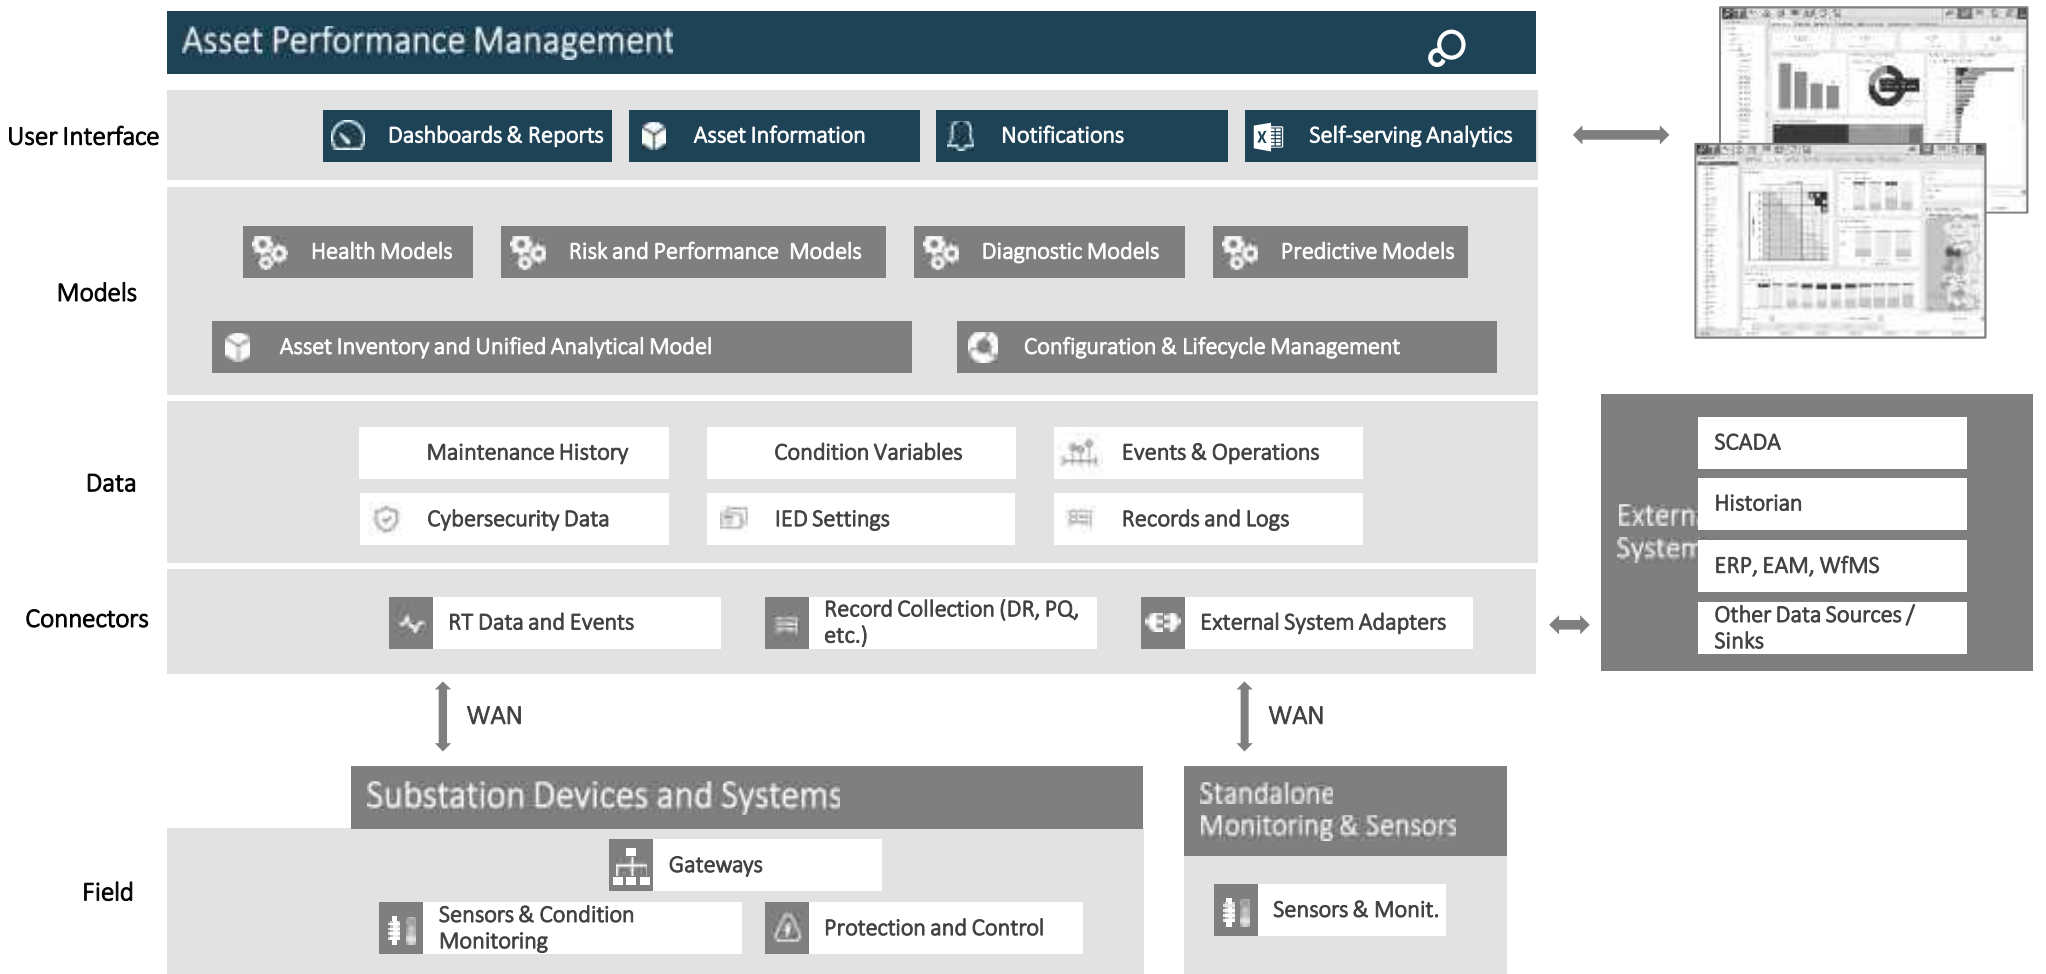 Asset Performance Management
User Interface
Dashboards & Reports
Asset Information
Notifications
Self-serving Analytics
Models
Health Models
Risk and Performance Models
Diagnostic Models
Predictive Models
Asset Inventory and Unified Analytical Model
Configuration & Lifecycle Management
Data
Maintenance History
Condition Variables
Events & Operations
Cybersecurity Data
IED Settings
Records and Logs
Extern
System
SCADA
Historian
ERP, EAM, WfMS
Other Data Sources /
Sinks
Connectors
RT Data and Events
Record Collection (DR, PQ,
etc.)
External System Adapters
WAN
WAN
Substation Devices and Systems
Standalone
Monitoring & Sensors
Field
Gateways
Sensors & Condition
Monitoring
Protection and Control
Sensors & Monit.